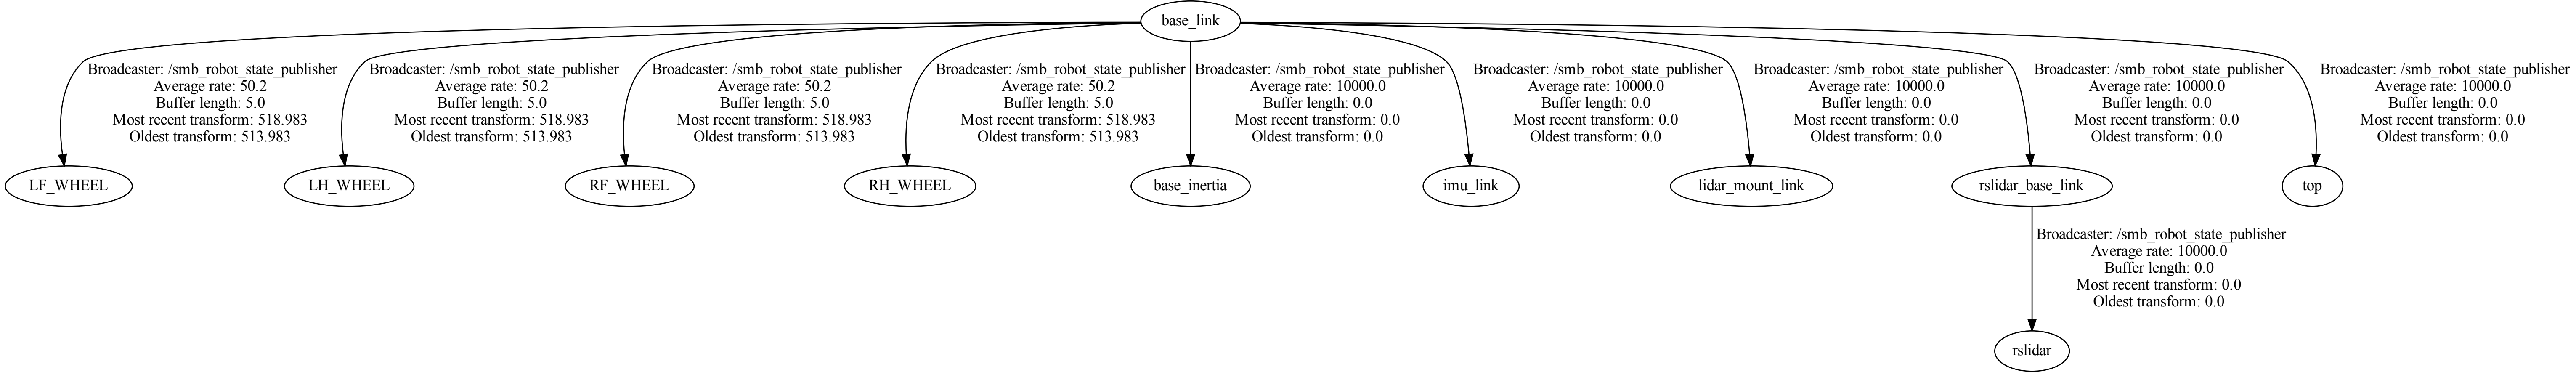 base_link
Broadcaster: /smb_robot_state_publisher
Average rate: 50.2
Buffer length: 5.0
Most recent transform: 518.983
Oldest transform: 513.983
Broadcaster: /smb_robot_state_publisher
Average rate: 50.2
Buffer length: 5.0
Most recent transform: 518.983
Oldest transform: 513.983
Broadcaster: /smb_robot_state_publisher
Average rate: 50.2
Buffer length: 5.0
Most recent transform: 518.983
Oldest transform: 513.983
Broadcaster: /smb_robot_state_publisher
Average rate: 50.2
Buffer length: 5.0
Most recent transform: 518.983
Oldest transform: 513.983
Broadcaster: /smb_robot_state_publisher
Average rate: 10000.0
Buffer length: 0.0
Most recent transform: 0.0
Oldest transform: 0.0
Broadcaster: /smb_robot_state_publisher
Average rate: 10000.0
Buffer length: 0.0
Most recent transform: 0.0
Oldest transform: 0.0
Broadcaster: /smb_robot_state_publisher
Average rate: 10000.0
Buffer length: 0.0
Most recent transform: 0.0
Oldest transform: 0.0
Broadcaster: /smb_robot_state_publisher
Average rate: 10000.0
Buffer length: 0.0
Most recent transform: 0.0
Oldest transform: 0.0
Broadcaster: /smb_robot_state_publisher
Average rate: 10000.0
Buffer length: 0.0
Most recent transform: 0.0
Oldest transform: 0.0
LF_WHEEL
LH_WHEEL
RF_WHEEL
RH_WHEEL
base_inertia
imu_link
lidar_mount_link
rslidar_base_link
top
Broadcaster: /smb_robot_state_publisher
Average rate: 10000.0
Buffer length: 0.0
Most recent transform: 0.0
Oldest transform: 0.0
rslidar